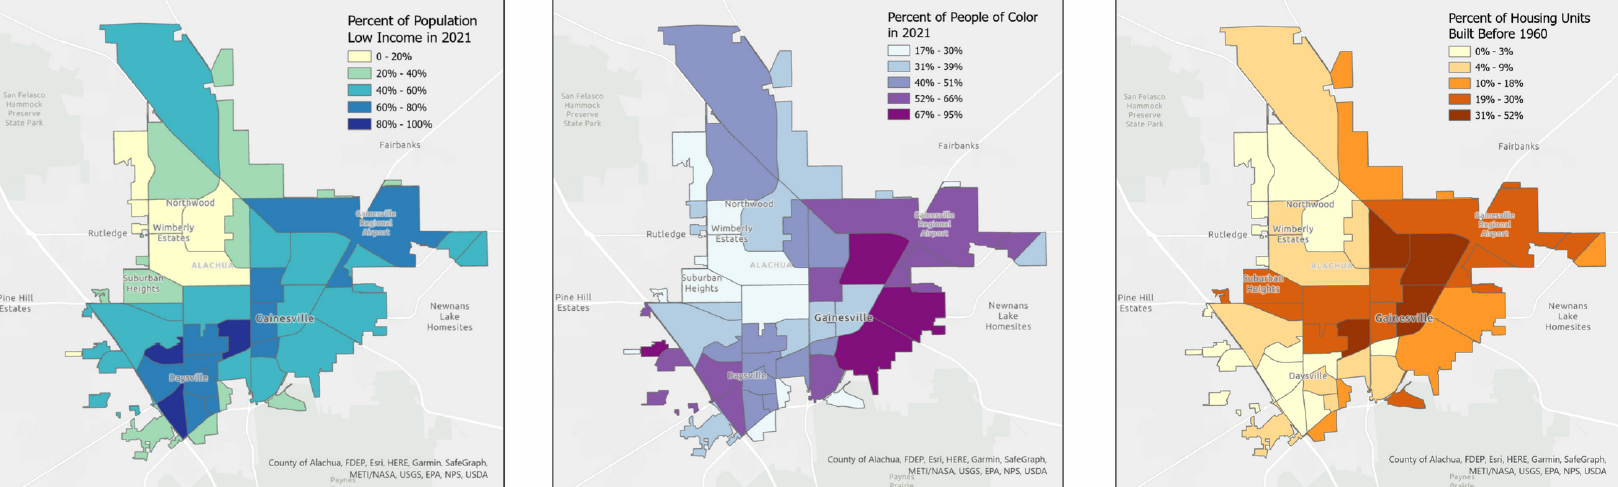 Percent of Population
Low Income in 2021
0 - 20%
20% - 40%
40% - 60%
60% - 80%
80% - 100%
San Felasco
Hammock
Preserve
State Park
Fairbanks
Northwood
Gainesville
Regional
Airport
Rutledge
Wimberly
Estates
ALACHUA
Suburban
Heights
Pine Hill
Estates
Newnans
Lake
Homesites
Gainesville
Daysville
County of Alachua, FDEP, Esri, HERE, Garmin, SafeGraph,
METI/NASA, USGS, EPA, NPS, USDA
Paynes
Percent of People of Color
in 2021
17% - 30%
31% - 39%
40% - 51%
52% - 66%
67% - 95%
San Felasco
Hammock
Preserve
State Park
Fairbanks
Northwood
Gainesville
Regional
Airport
Rutledge
Wimberly
Estates
ALACHUA
Suburban
Heights
Pine Hill
Estates
Newnans
Lake
Homesites
Gainesville
Daysville
County of Alachua, FDEP, Esri, HERE, Garmin, SafeGraph,
METI/NASA, USGS, EPA, NPS, USDA
Paynes
Prairie
Percent of Housing Units
Built Before 1960
0% - 3%
4% - 9%
10% - 18%
19% - 30%
31% - 52%
San Felasco
Hammock
Preserve
State Park
Fairbanks
Northwood
Gainesville
Regional
Airport
Rutledge
Wimberly
Estates
ALACHUA
Suburban
Heights
Pine Hill
Estates
Newnans
Lake
Homesites
Gainesville
Daysville
County of Alachua, FDEP, Esri, HERE, Garmin, SafeGraph,
METI/NASA, USGS, EPA, NPS, USDA
Paynes
Prairie